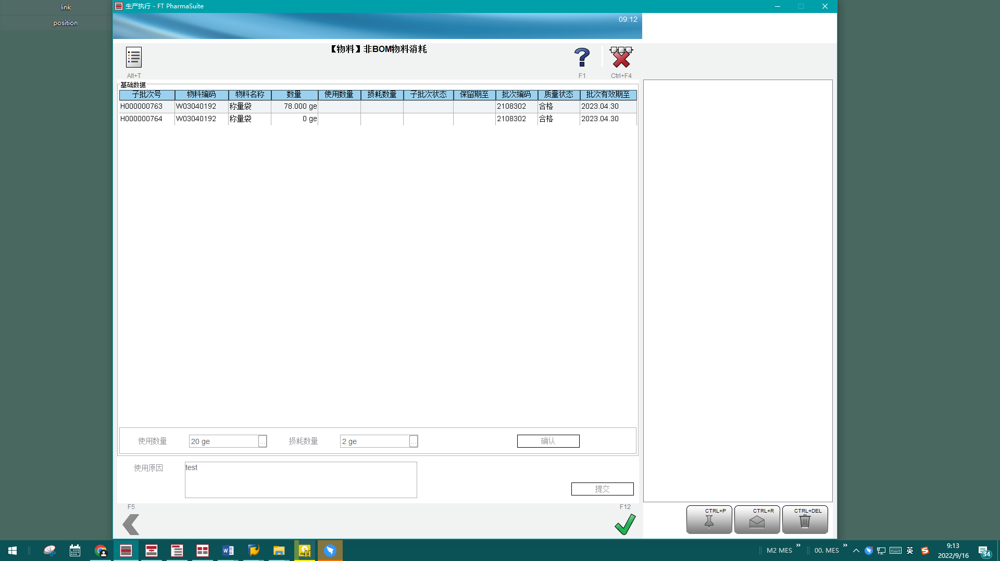 link
position
生产执行 - FT PharmaSuite
09:12
【物料】非BOM物料消耗
Alt+T
F1
Ctrl+F4
基础数据
子批次号 物料编码 物料名称 数量 使用数量 损耗数量 子批次状态 保留期至 批次编码 质量状态 批次有效期至
H000000763 W03040192 称量袋 78.000 ge 2108302 合格 2023.04.30
H000000764 W03040192 称量袋 0 ge 2108302 合格 2023.04.30
使用数量 20 ge ... 损耗数量 2 ge ... 确认
使用原因 test
提交
F5
F12
CTRL+P CTRL+R CTRL+DEL
M2 MES » 00. MES » 英
9:13
2022/9/16
34